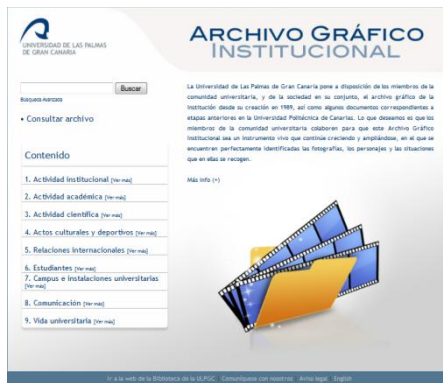 UNIVERSIDAD DE LAS PALMAS
DE GRAN CANARIA
ARCHIVO GRÁFICO
INSTITUCIONAL
Buscar
Búsqueda Avanzada
• Consultar archivo
Contenido
1. Actividad institucional [Ver más]
2. Actividad académica [Ver más]
3. Actividad científica [Ver más]
4. Actos culturales y deportivos [Ver más]
5. Relaciones internacionales [Ver más]
6. Estudiantes [Ver más]
7. Campus e instalaciones universitarias
[Ver más]
8. Comunicación [Ver más]
9. Vida universitaria [Ver más]
La Universidad de Las Palmas de Gran Canaria pone a disposición de los miembros de la
comunidad universitaria, y de la sociedad en su conjunto, el archivo gráfico de la
institución desde su creación en 1989, así como algunos documentos correspondientes a
etapas anteriores en la Universidad Politécnica de Canarias. Lo que deseamos es que los
miembros de la comunidad universitaria colaboren para que este Archivo Gráfico
Institucional sea un instrumento vivo que continúe creciendo y ampliándose, en el que se
encuentren perfectamente identificadas las fotografías, los personajes y las situaciones
que en ellas se recogen.
Más info (+)
Ir a la web de la Biblioteca de la ULPGC | Comuníquese con nosotros | Aviso legal | English